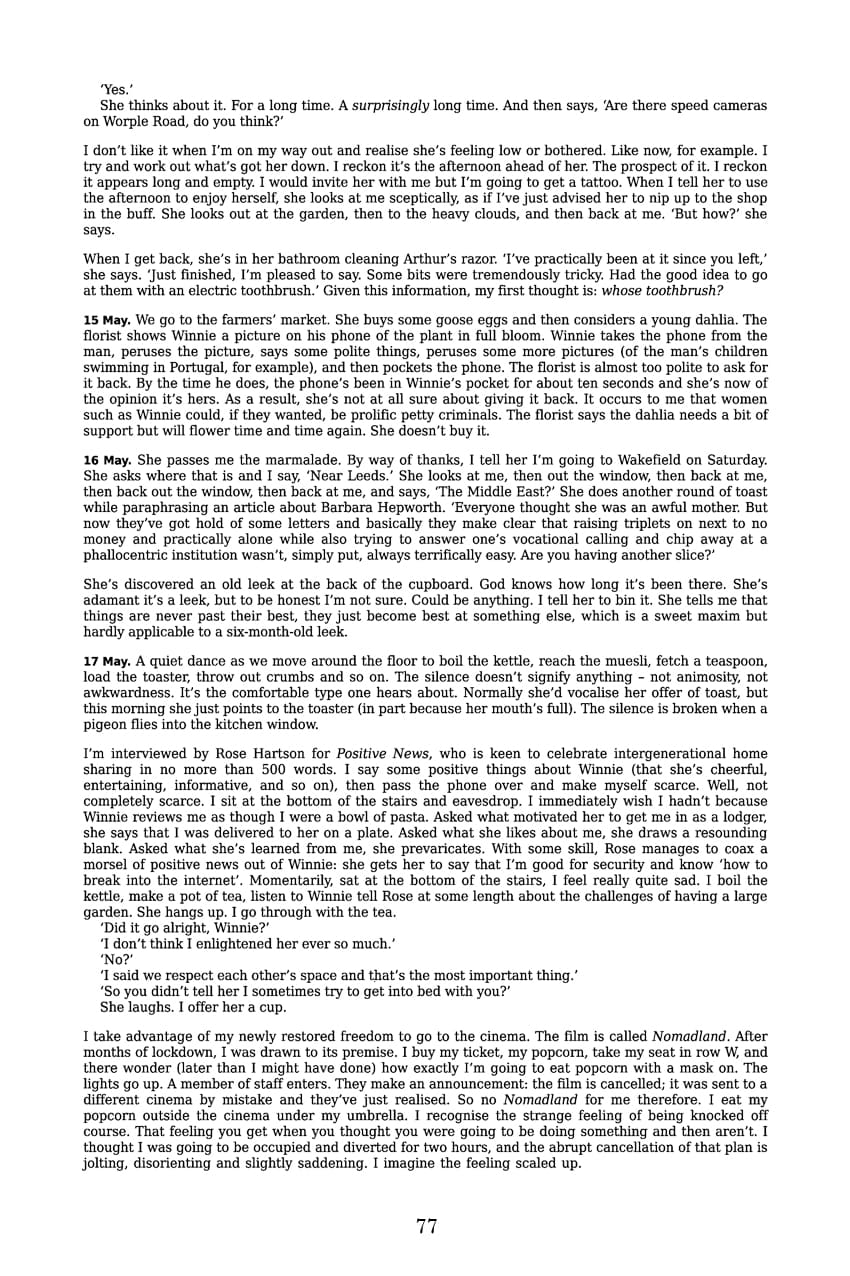 ‘Yes.’
She thinks about it. For a long time. A surprisingly long time. And then says, ‘Are there speed cameras
on Worple Road, do you think?’
I don’t like it when I’m on my way out and realise she’s feeling low or bothered. Like now, for example. I
try and work out what’s got her down. I reckon it’s the afternoon ahead of her. The prospect of it. I reckon
it appears long and empty. I would invite her with me but I’m going to get a tattoo. When I tell her to use
the afternoon to enjoy herself, she looks at me sceptically, as if I’ve just advised her to nip up to the shop
in the buff. She looks out at the garden, then to the heavy clouds, and then back at me. ‘But how?’ she
says.
When I get back, she’s in her bathroom cleaning Arthur’s razor. ‘I’ve practically been at it since you left,’
she says. ‘Just finished, I’m pleased to say. Some bits were tremendously tricky. Had the good idea to go
at them with an electric toothbrush.’ Given this information, my first thought is: whose toothbrush?
15 May. We go to the farmers’ market. She buys some goose eggs and then considers a young dahlia. The
florist shows Winnie a picture on his phone of the plant in full bloom. Winnie takes the phone from the
man, peruses the picture, says some polite things, peruses some more pictures (of the man’s children
swimming in Portugal, for example), and then pockets the phone. The florist is almost too polite to ask for
it back. By the time he does, the phone’s been in Winnie’s pocket for about ten seconds and she’s now of
the opinion it’s hers. As a result, she’s not at all sure about giving it back. It occurs to me that women
such as Winnie could, if they wanted, be prolific petty criminals. The florist says the dahlia needs a bit of
support but will flower time and time again. She doesn’t buy it.
16 May. She passes me the marmalade. By way of thanks, I tell her I’m going to Wakefield on Saturday.
She asks where that is and I say, ‘Near Leeds.’ She looks at me, then out the window, then back at me,
then back out the window, then back at me, and says, ‘The Middle East?’ She does another round of toast
while paraphrasing an article about Barbara Hepworth. ‘Everyone thought she was an awful mother. But
now they’ve got hold of some letters and basically they make clear that raising triplets on next to no
money and practically alone while also trying to answer one’s vocational calling and chip away at a
phallocentric institution wasn’t, simply put, always terrifically easy. Are you having another slice?’
She’s discovered an old leek at the back of the cupboard. God knows how long it’s been there. She’s
adamant it’s a leek, but to be honest I’m not sure. Could be anything. I tell her to bin it. She tells me that
things are never past their best, they just become best at something else, which is a sweet maxim but
hardly applicable to a six-month-old leek.
17 May. A quiet dance as we move around the floor to boil the kettle, reach the muesli, fetch a teaspoon,
load the toaster, throw out crumbs and so on. The silence doesn’t signify anything – not animosity, not
awkwardness. It’s the comfortable type one hears about. Normally she’d vocalise her offer of toast, but
this morning she just points to the toaster (in part because her mouth’s full). The silence is broken when a
pigeon flies into the kitchen window.
I’m interviewed by Rose Hartson for Positive News, who is keen to celebrate intergenerational home
sharing in no more than 500 words. I say some positive things about Winnie (that she’s cheerful,
entertaining, informative, and so on), then pass the phone over and make myself scarce. Well, not
completely scarce. I sit at the bottom of the stairs and eavesdrop. I immediately wish I hadn’t because
Winnie reviews me as though I were a bowl of pasta. Asked what motivated her to get me in as a lodger,
she says that I was delivered to her on a plate. Asked what she likes about me, she draws a resounding
blank. Asked what she’s learned from me, she prevaricates. With some skill, Rose manages to coax a
morsel of positive news out of Winnie: she gets her to say that I’m good for security and know ‘how to
break into the internet’. Momentarily, sat at the bottom of the stairs, I feel really quite sad. I boil the
kettle, make a pot of tea, listen to Winnie tell Rose at some length about the challenges of having a large
garden. She hangs up. I go through with the tea.
‘Did it go alright, Winnie?’
‘I don’t think I enlightened her ever so much.’
‘No?’
‘I said we respect each other’s space and that’s the most important thing.’
‘So you didn’t tell her I sometimes try to get into bed with you?’
She laughs. I offer her a cup.
I take advantage of my newly restored freedom to go to the cinema. The film is called Nomadland. After
months of lockdown, I was drawn to its premise. I buy my ticket, my popcorn, take my seat in row W, and
there wonder (later than I might have done) how exactly I’m going to eat popcorn with a mask on. The
lights go up. A member of staff enters. They make an announcement: the film is cancelled; it was sent to a
different cinema by mistake and they’ve just realised. So no Nomadland for me therefore. I eat my
popcorn outside the cinema under my umbrella. I recognise the strange feeling of being knocked off
course. That feeling you get when you thought you were going to be doing something and then aren’t. I
thought I was going to be occupied and diverted for two hours, and the abrupt cancellation of that plan is
jolting, disorienting and slightly saddening. I imagine the feeling scaled up.
77